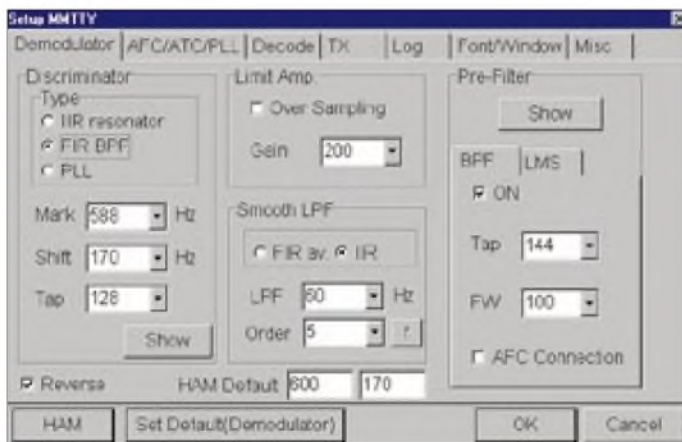 Setup MMTTY
Demodulator AFC/ATC/PLL Decode TX Log Font/Window Misc
Discriminator
Type
IIR resonator
FIR BPF
PLL
Mark 588 Hz
Shift 170 Hz
Tap 128
Show
Limit Amp.
Over Sampling
Gain 200
Smooth LPF
FIR av. IIR
LPF 60 Hz
Order 5 f
Pre-Filter
Show
BPF LMS
ON
Tap 144
FW 100
AFC Connection
Reverse HAM Default 600 170
HAM Set Default(Demodulator) OK Cancel